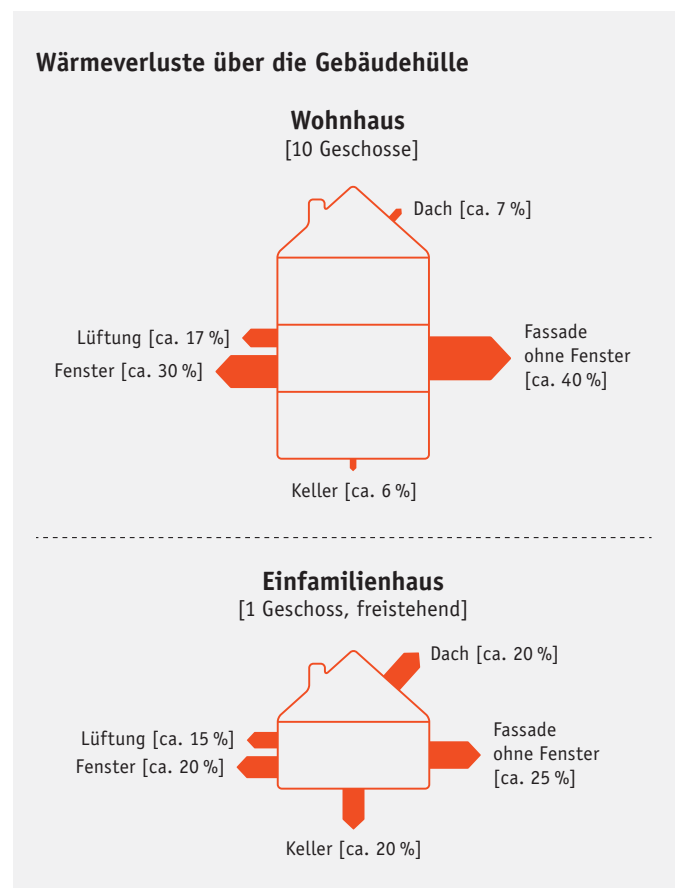 Wärmeverluste über die Gebäudehülle
Wohnhaus
[10 Geschosse]
Dach [ca. 7 %]
Lüftung [ca. 17 %]
Fenster [ca. 30 %]
Fassade
ohne Fenster
[ca. 40 %]
Keller [ca. 6 %]
Einfamilienhaus
[1 Geschoss, freistehend]
Dach [ca. 20 %]
Lüftung [ca. 15 %]
Fenster [ca. 20 %]
Fassade
ohne Fenster
[ca. 25 %]
Keller [ca. 20 %]